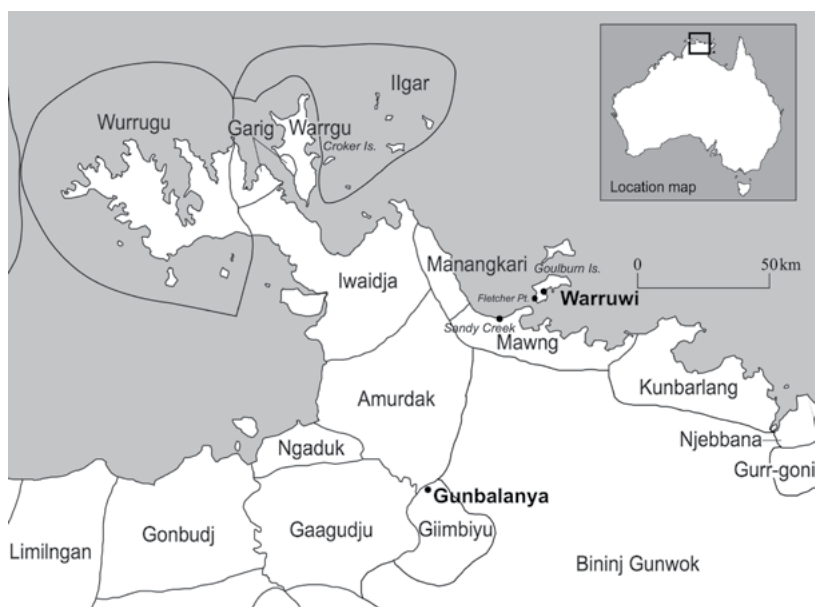 Ilgar
Wurrugu
Garig
Warrgu
Croker Is.
Location map
Manangkari
Goulburn Is.
0
50km
Iwaidja
Fletcher Pt.
Warruwi
Sandy Creek
Mawng
Kunbarlang
Amurdak
Njebbana
Ngaduk
Gurr-goni
Gunbalanya
Gonbudj
Gaagudju
Giimbiyu
Limilngan
Bininj Gunwok